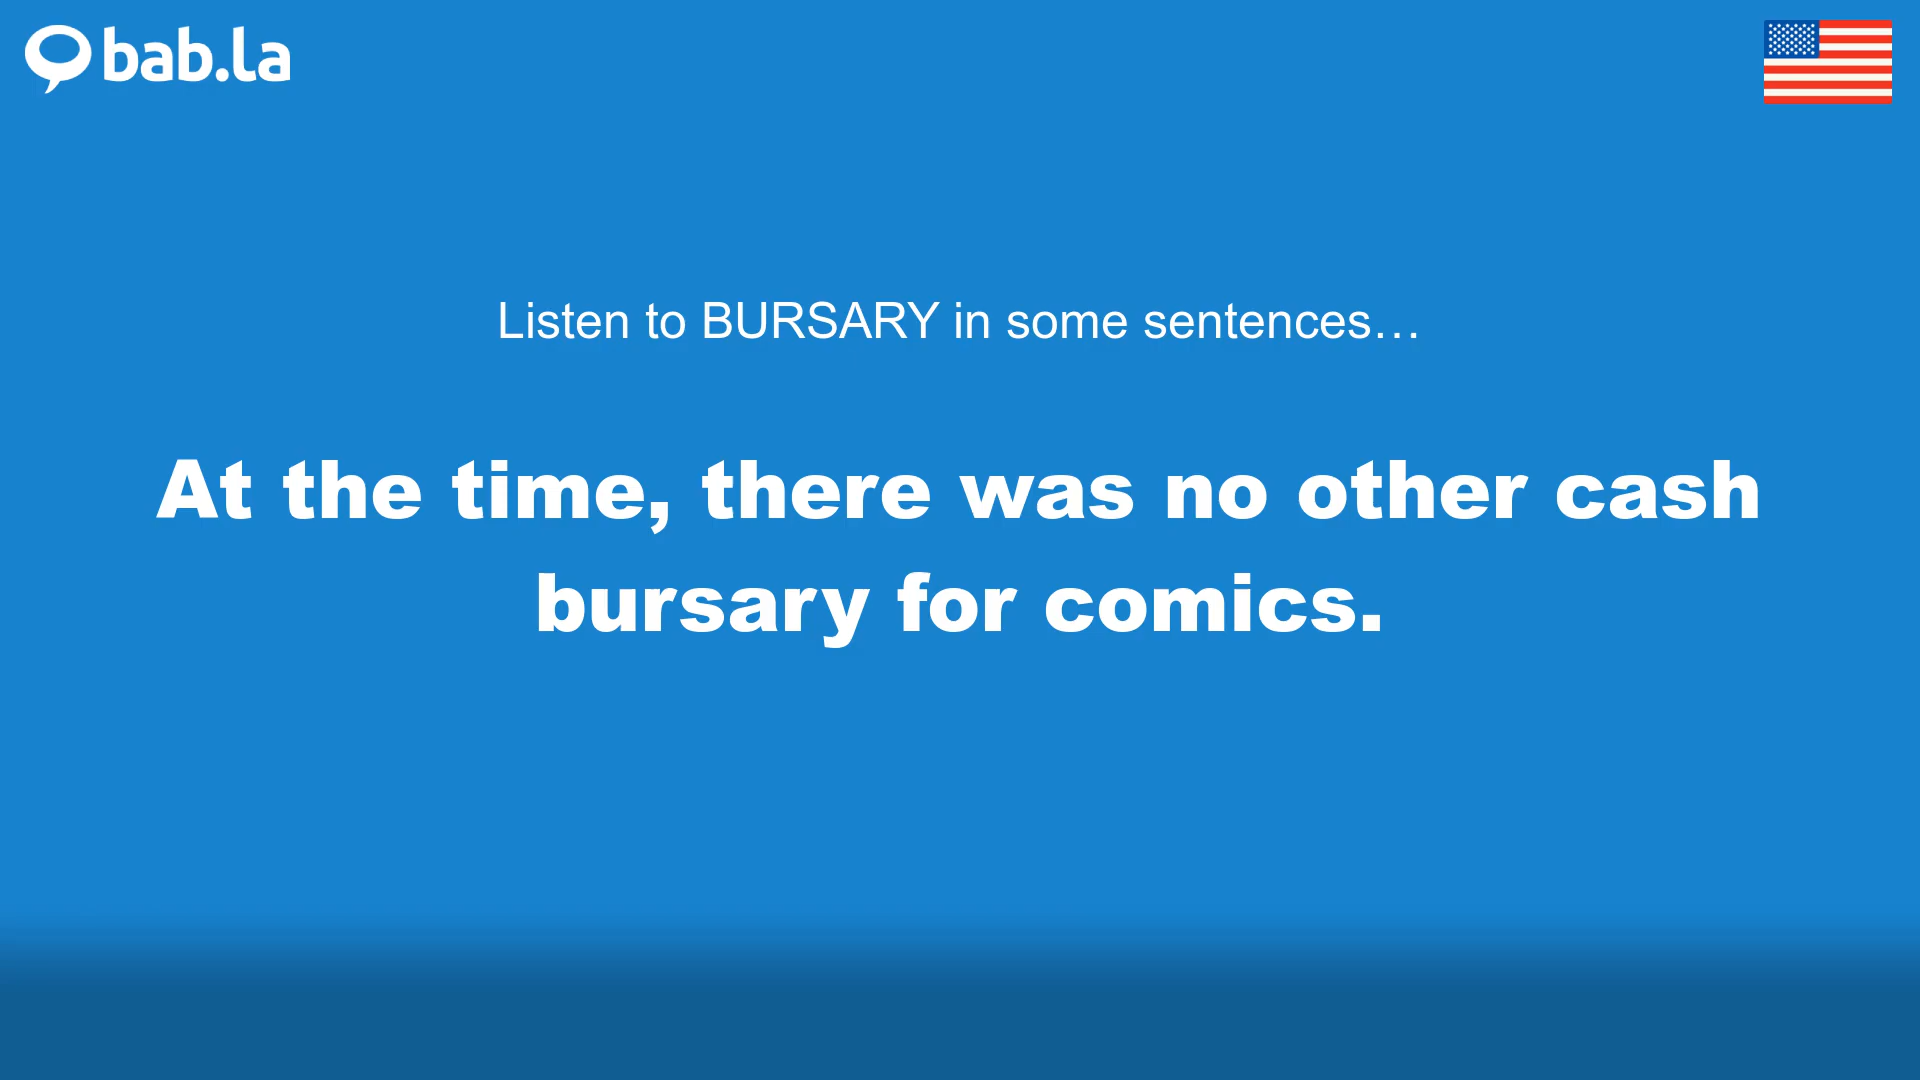 bab.la
Listen to BURSARY in some sentences…
At the time, there was no other cash
bursary for comics.